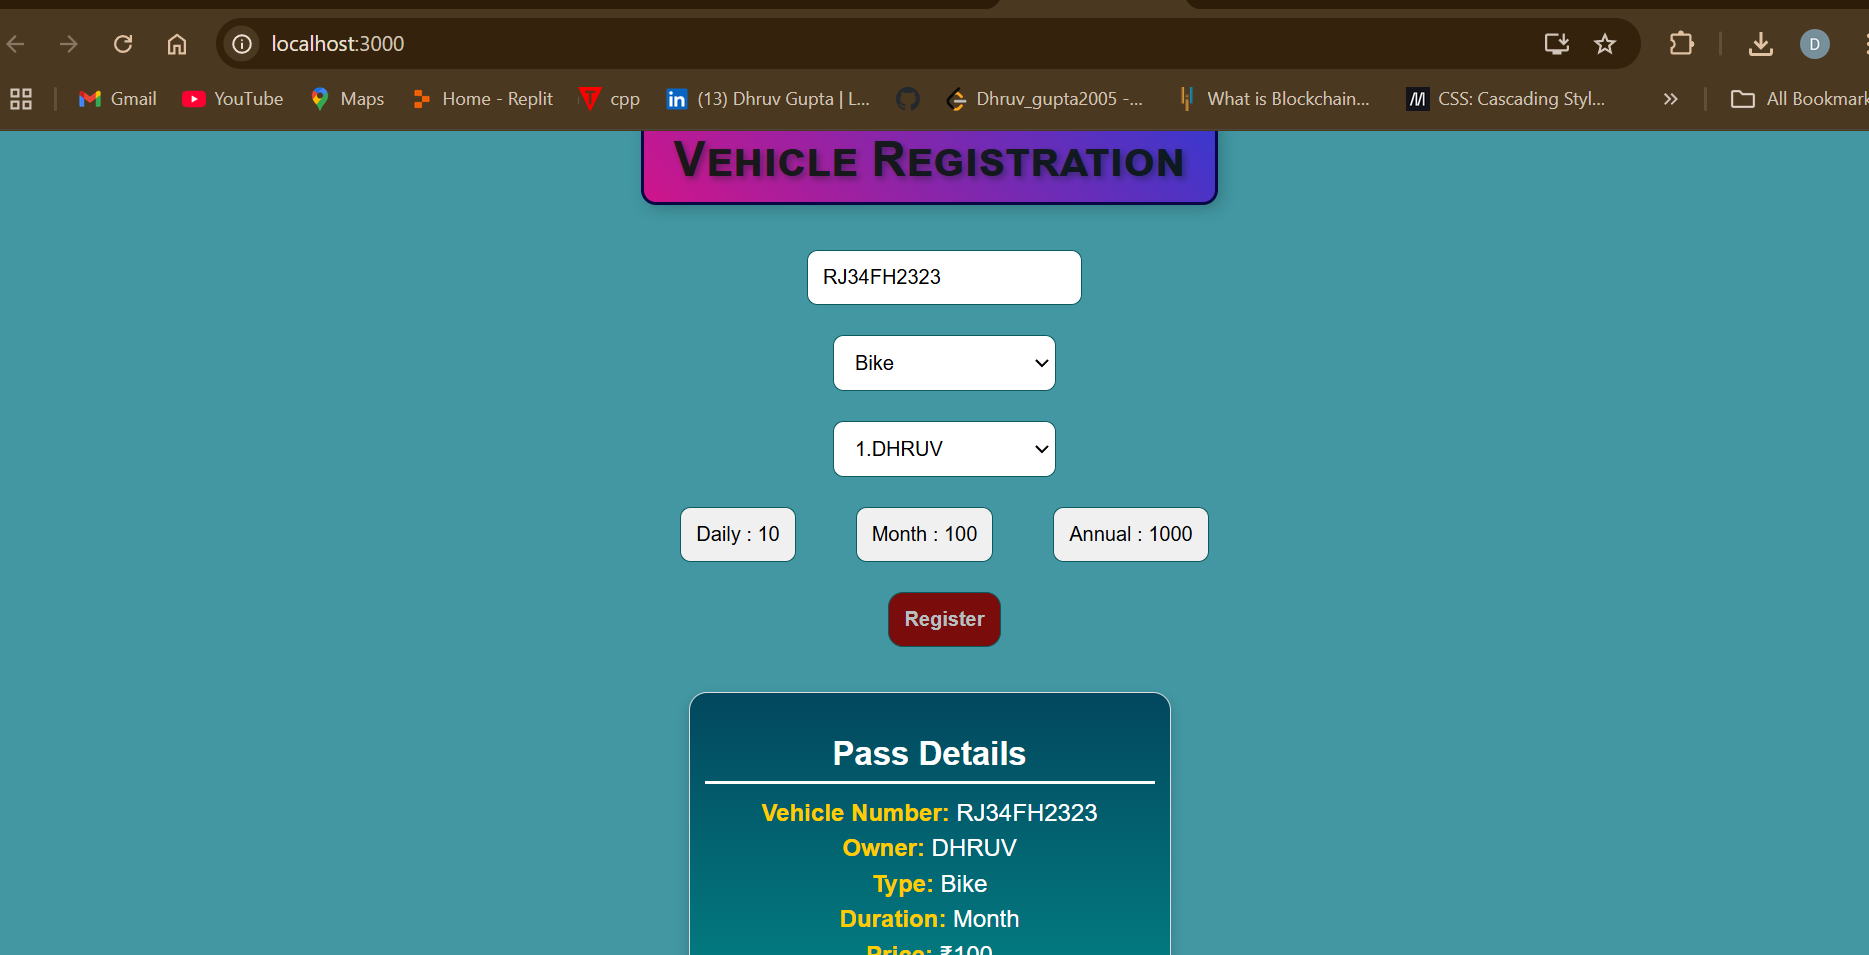 localhost:3000
D
Gmail YouTube Maps Home - Replit cpp (13) Dhruv Gupta | L... Dhruv_gupta2005 -... What is Blockchain... CSS: Cascading Styl... » All Bookmark
Vehicle Registration
RJ34FH2323
Bike
1.DHRUV
Daily : 10 Month : 100 Annual : 1000
Register
Pass Details
Vehicle Number: RJ34FH2323
Owner: DHRUV
Type: Bike
Duration: Month
Price: ₹100